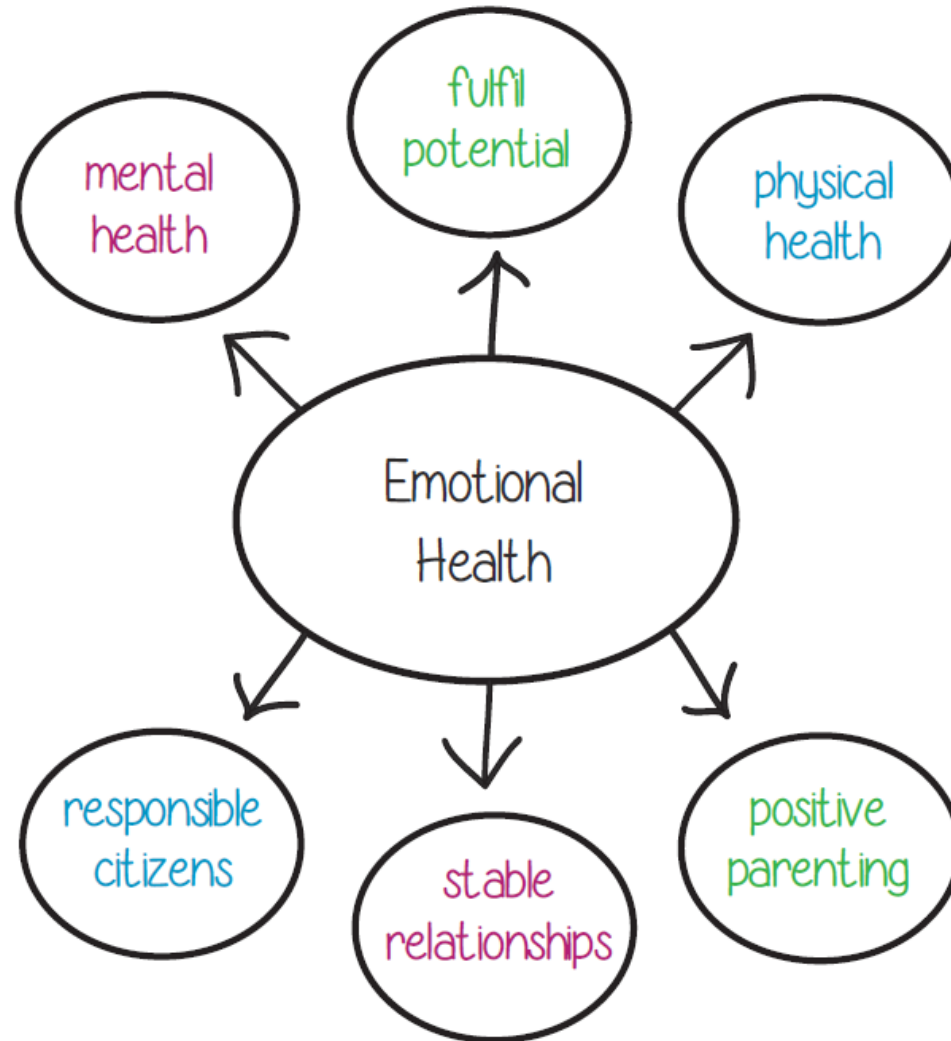 fulfil
potential
mental
health
physical
health
Emotional
Health
responsible
citizens
stable
relationships
positive
parenting